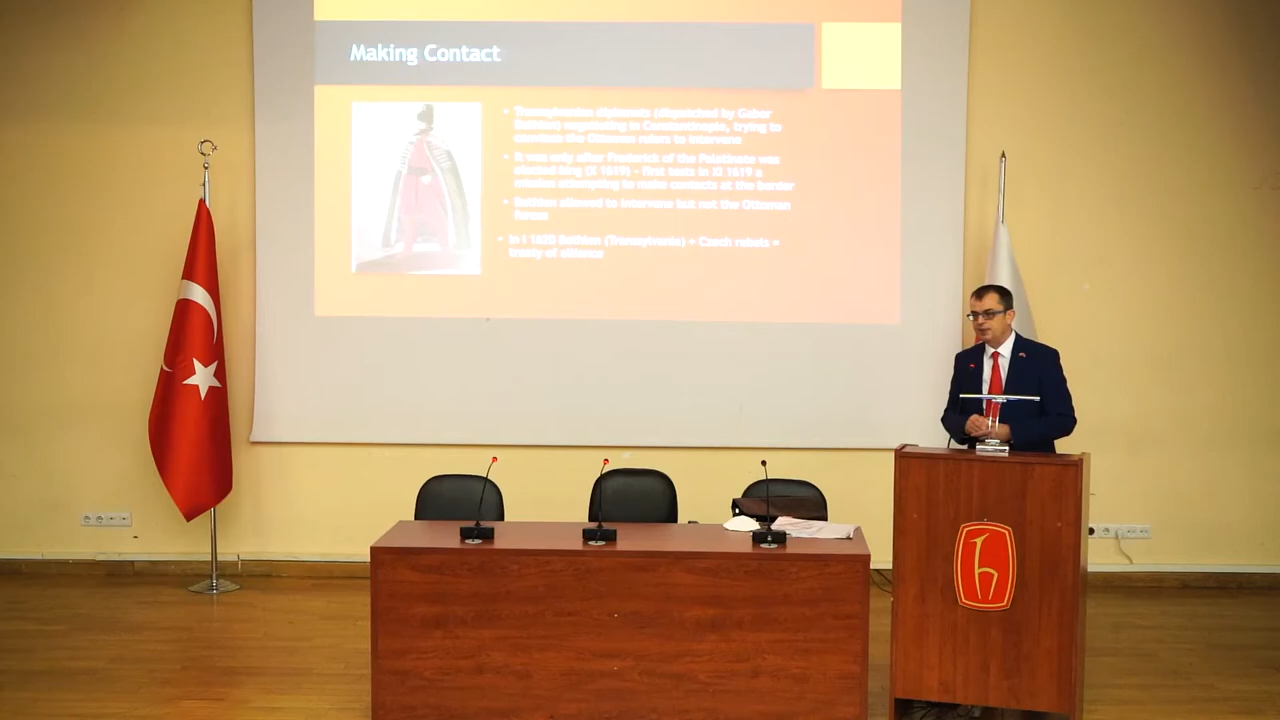 Making Contact
• Transylvanian diplomats (dispatched by Gabor
Bethlen) negotiating in Constantinople, trying to
convince the Ottoman rulers to intervene
• It was only after Frederick of the Palatinate was
elected king (X 1619) - first tests in XI 1619 a
mission attempting to make contacts at the border
• Bethlen allowed to intervene but not the Ottoman
forces
• In I 1620 Bethlen (Transylvania) + Czech rebels =
treaty of alliance
h